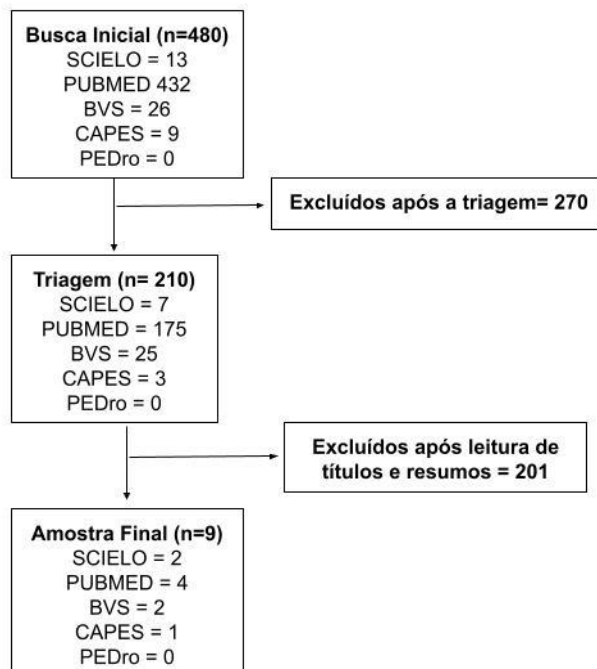 Busca Inicial (n=480)
SCIELO = 13
PUBMED 432
BVS = 26
CAPES = 9
PEDro = 0
Excluídos após a triagem= 270
Triagem (n= 210)
SCIELO = 7
PUBMED = 175
BVS = 25
CAPES = 3
PEDro = 0
Excluídos após leitura de
títulos e resumos = 201
Amostra Final (n=9)
SCIELO = 2
PUBMED = 4
BVS = 2
CAPES = 1
PEDro = 0